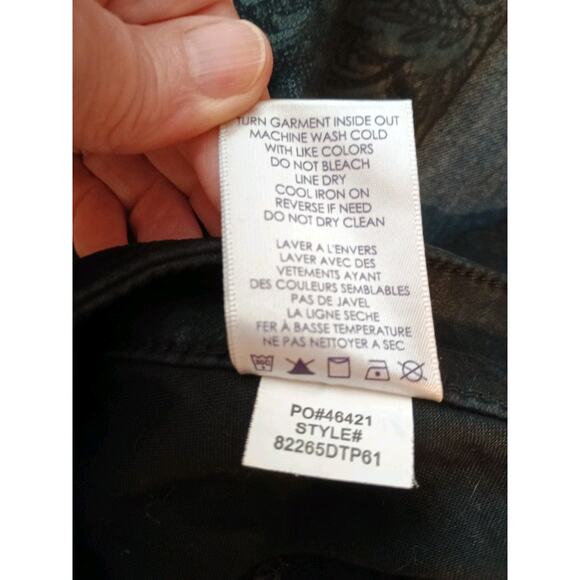 TURN GARMENT INSIDE OUT
MACHINE WASH COLD
WITH LIKE COLORS
DO NOT BLEACH
LINE DRY
COOL IRON ON
REVERSE IF NEED
DO NOT DRY CLEAN
LAVER A L'ENVERS
LAVER AVEC DES
VETEMENTS AYANT
DES COULEURS SEMBLABLES
PAS DE JAVEL
LA LIGNE SECHE
FER À BASSE TEMPERATURE
NE PAS NETTOYER A SEC
PO#46421
STYLE#
82265DTP61